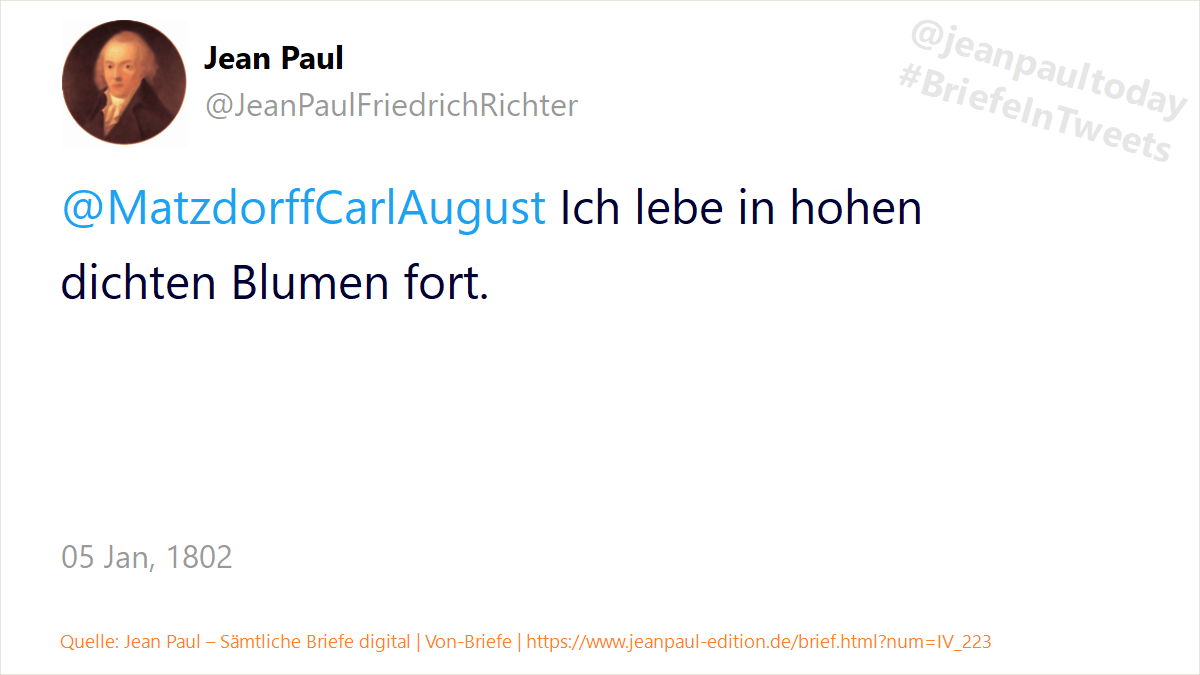 Jean Paul
@JeanPaulFriedrichRichter
@jeanpaultoday
#BriefeInTweets
@MatzdorffCarlAugust Ich lebe in hohen
dichten Blumen fort.
05 Jan, 1802
Quelle: Jean Paul – Sämtliche Briefe digital | Von-Briefe | https://www.jeanpaul-edition.de/brief.html?num=IV_223